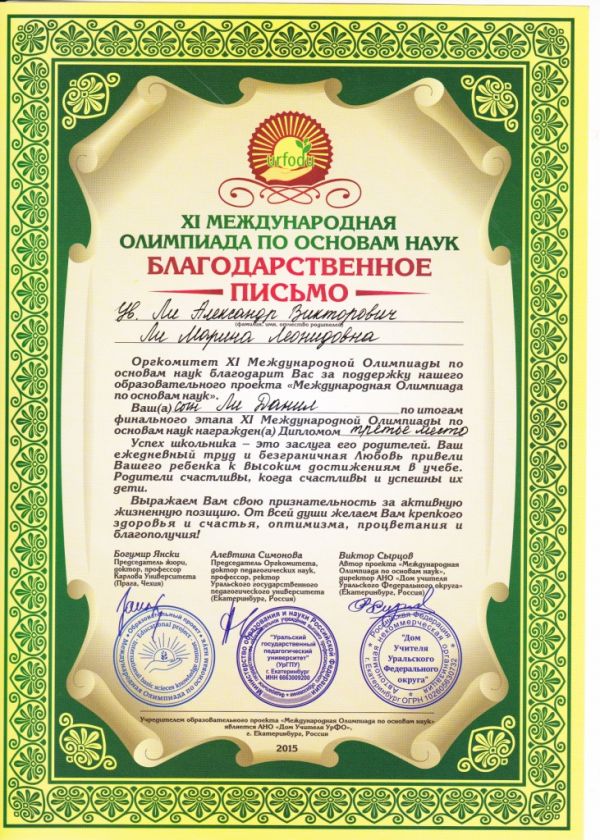 urfodu
XI МЕЖДУНАРОДНАЯ
ОЛИМПИАДА ПО ОСНОВАМ НАУК
БЛАГОДАРСТВЕННОЕ
ПИСЬМО
Ув. Ли Александр Викторович
(фамилия, имя, отчество родителей)
Ли Марина Леонидовна
Оргкомитет XI Международной Олимпиады по
основам наук благодарит Вас за поддержку нашего
образовательного проекта «Международная Олимпиада
по основам наук».
Ваш(а) сын Ли Данил по итогам
финального этапа XI Международной Олимпиады по
основам наук награжден(а) Дипломом третье место
Успех школьника – это заслуга его родителей. Ваш
ежедневный труд и безграничная Любовь привели
Вашего ребенка к высоким достижениям в учебе.
Родители счастливы, когда счастливы и успешны их
дети.
Выражаем Вам свою признательность за активную
жизненную позицию. От всей души желаем Вам крепкого
здоровья и счастья, оптимизма, процветания и
благополучия!
Богумир Янски
Председатель жюри,
доктор, профессор
Карлова Университета
(Прага, Чехия)
Алевтина Симонова
Председатель Оргкомитета,
доктор педагогических наук,
профессор, ректор
Уральского государственного
педагогического университета
(Екатеринбург, Россия)
Виктор Сырцов
Автор проекта «Международная
Олимпиада по основам наук»,
директор АНО «Дом учителя
Уральского Федерального округа»
(Екатеринбург, Россия)
"Уральский
государственный
педагогический
университет"
(УрГПУ)
г. Екатеринбург
ИНН 6663009200
"Дом
Учителя
Уральского
Федерального
округа"
Учредителем образовательного проекта «Международная Олимпиада по основам наук»
является АНО «Дом Учителя УрФО»,
г. Екатеринбург, Россия
2015